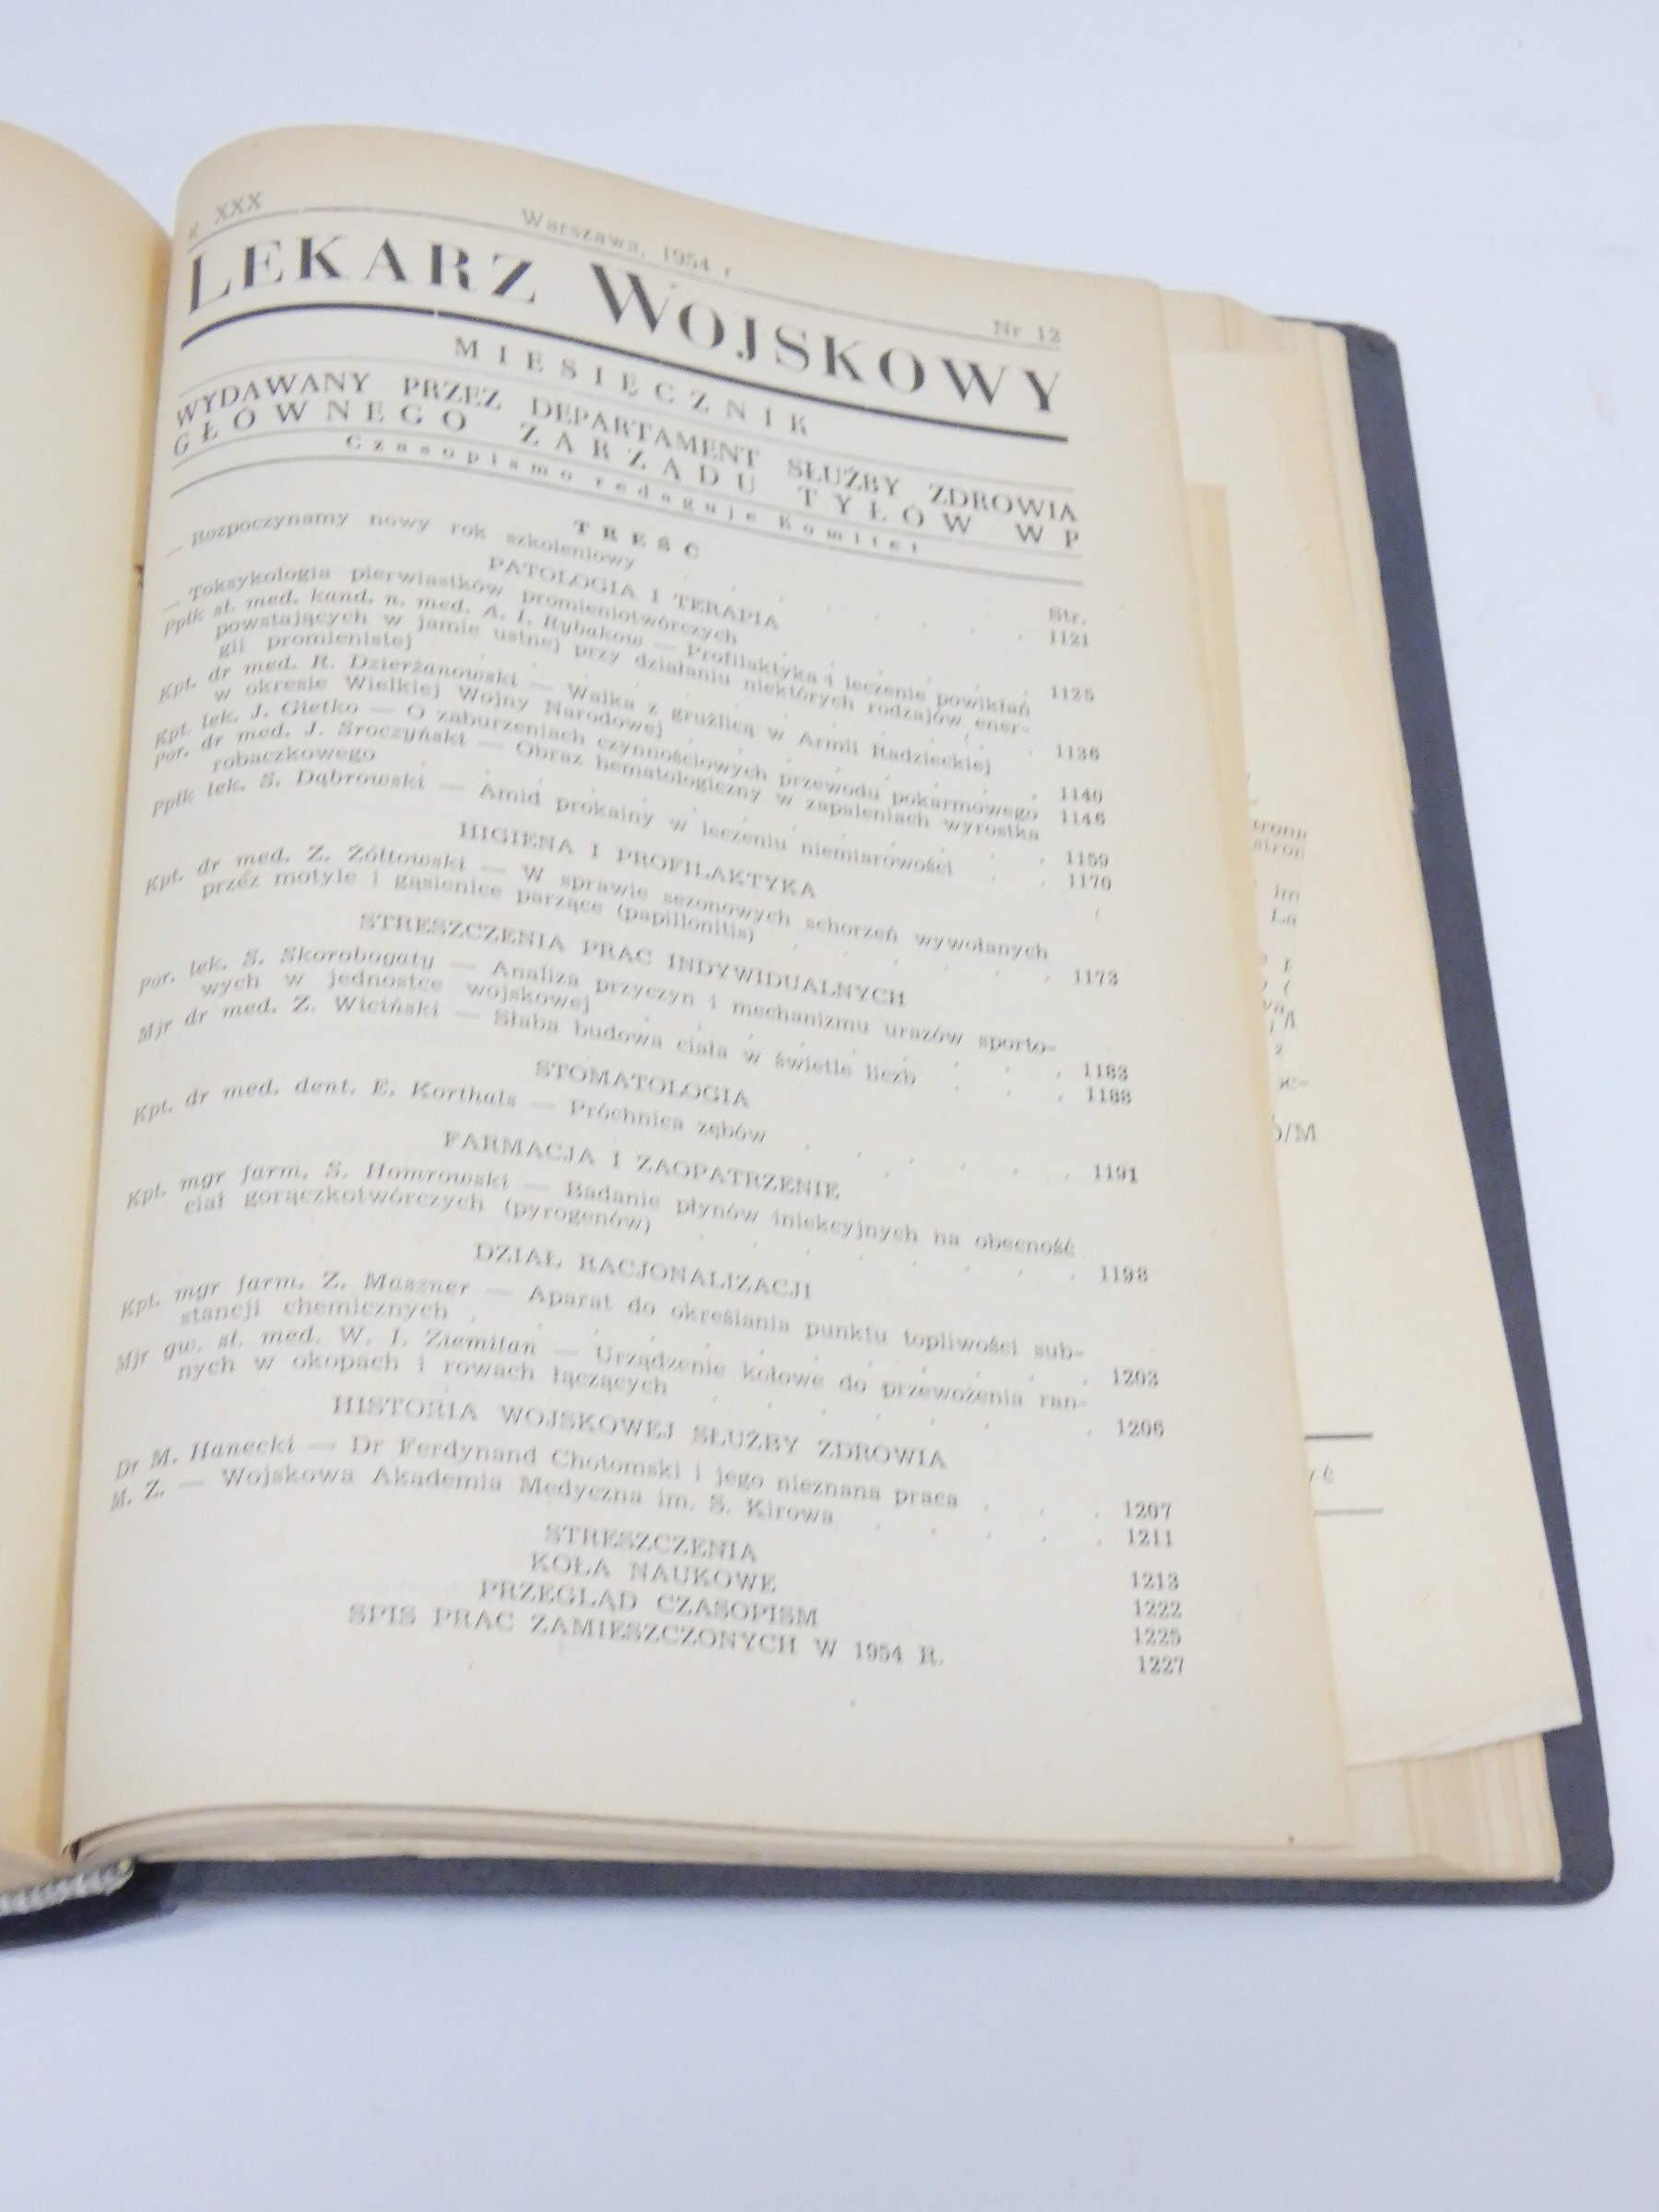 R. XXX Warszawa, 1954 r. Nr 12
LEKARZ WOJSKOWY
MIESIĘCZNIK
WYDAWANY PRZEZ DEPARTAMENT SŁUŻBY ZDROWIA
GŁÓWNEGO ZARZĄDU TYŁÓW WP
Czasopismo redaguje Komitet
TREŚĆ
Str.
— Rozpoczynamy nowy rok szkoleniowy 1121
PATOLOGIA I TERAPIA
— Toksykologia pierwiastków promieniotwórczych 1125
Ppłk sł. med. kand. n. med. A. I. Rybakow — Profilaktyka i leczenie powikłań
powstających w jamie ustnej przy działaniu niektórych rodzajów ener-
gii promienistej 1136
Kpt. dr med. R. Dzierżanowski — Walka z gruźlicą w Armii Radzieckiej
w okresie Wielkiej Wojny Narodowej 1140
Kpt. lek. J. Gietko — O zaburzeniach czynnościowych przewodu pokarmowego 1146
Por. dr med. J. Sroczyński — Obraz hematologiczny w zapaleniach wyrostka
robaczkowego 1159
Ppłk lek. S. Dąbrowski — Amid prokainy w leczeniu niemiarowości 1170
HIGIENA I PROFILAKTYKA
Kpt. dr med. Z. Żółtowski — W sprawie sezonowych schorzeń wywołanych
przez motyle i gąsienice parzące (papillonitis) 1173
STRESZCZENIA PRAC INDYWIDUALNYCH
Por. lek. S. Skorobogaty — Analiza przyczyn i mechanizmu urazów sporto-
wych w jednostce wojskowej 1183
Mjr dr med. Z. Wiciński — Słaba budowa ciała w świetle liczb 1188
STOMATOLOGIA
Kpt. dr med. dent. E. Korthals — Próchnica zębów 1191
FARMACJA I ZAOPATRZENIE
Kpt. mgr farm. S. Homrowski — Badanie płynów iniekcyjnych na obecność
ciał gorączkotwórczych (pyrogenów) 1198
DZIAŁ RACJONALIZACJI
Kpt. mgr farm. Z. Maszner — Aparat do określania punktu topliwości sub-
stancji chemicznych 1203
Mjr gw. sł. med. W. I. Ziemitan — Urządzenie kołowe do przewożenia ran-
nych w okopach i rowach łączących 1206
HISTORIA WOJSKOWEJ SŁUŻBY ZDROWIA
Dr M. Hanecki — Dr Ferdynand Chotomski i jego nieznana praca 1207
M. Z. — Wojskowa Akademia Medyczna im. S. Kirowa 1211
STRESZCZENIA 1213
KOŁA NAUKOWE 1222
PRZEGLĄD CZASOPISM 1225
SPIS PRAC ZAMIESZCZONYCH W 1954 R. 1227